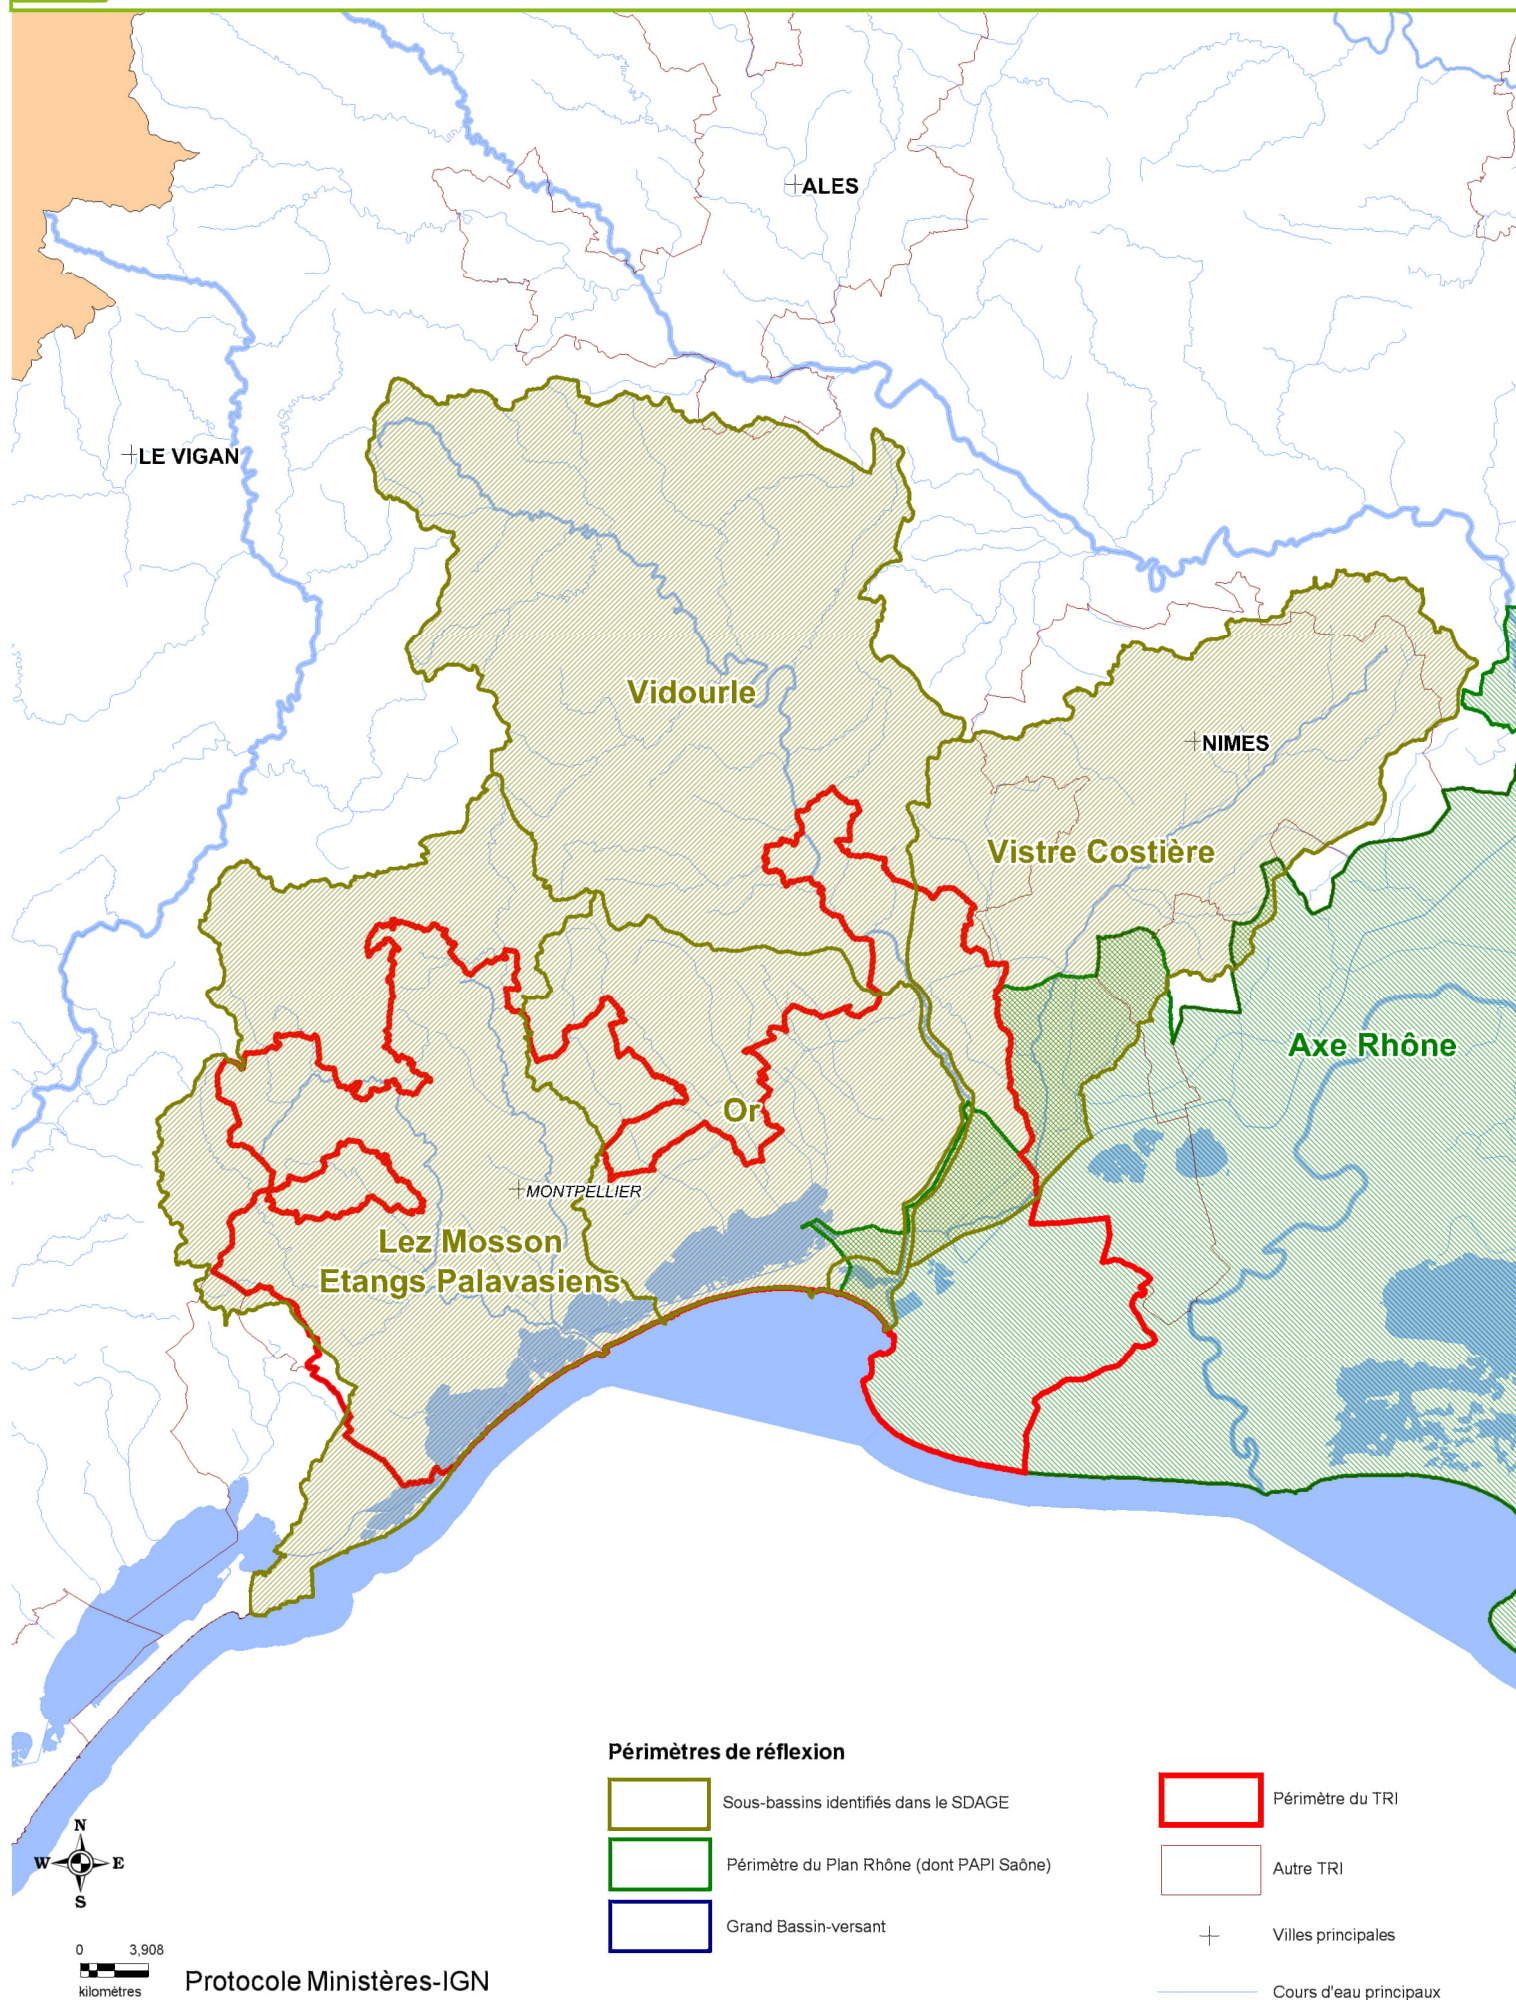 ALES
LE VIGAN
Vidourle
NIMES
Vistre Costière
Axe Rhône
Or
MONTPELLIER
Lez Mosson
Etangs Palavasiens
Périmètres de réflexion
Sous-bassins identifiés dans le SDAGE
Périmètre du Plan Rhône (dont PAPI Saône)
Grand Bassin-versant
Périmètre du TRI
Autre TRI
Villes principales
Cours d'eau principaux
N
W E
S
0 3,908
kilomètres
Protocole Ministères-IGN